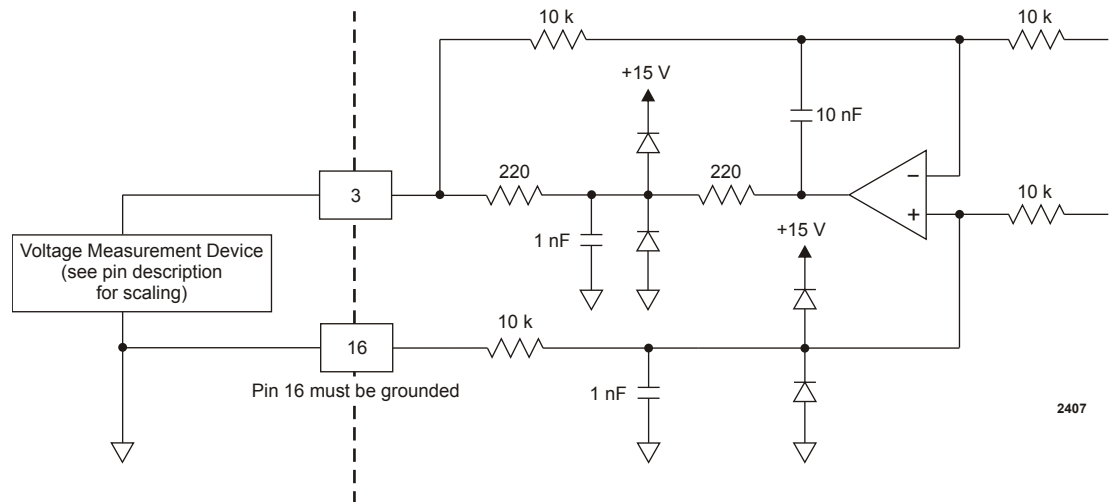 10 k
10 k
+15 V
10 nF
220
220
3
−
+
10 k
1 nF
+15 V
Voltage Measurement Device
(see pin description
for scaling)
10 k
16
Pin 16 must be grounded
1 nF
2407